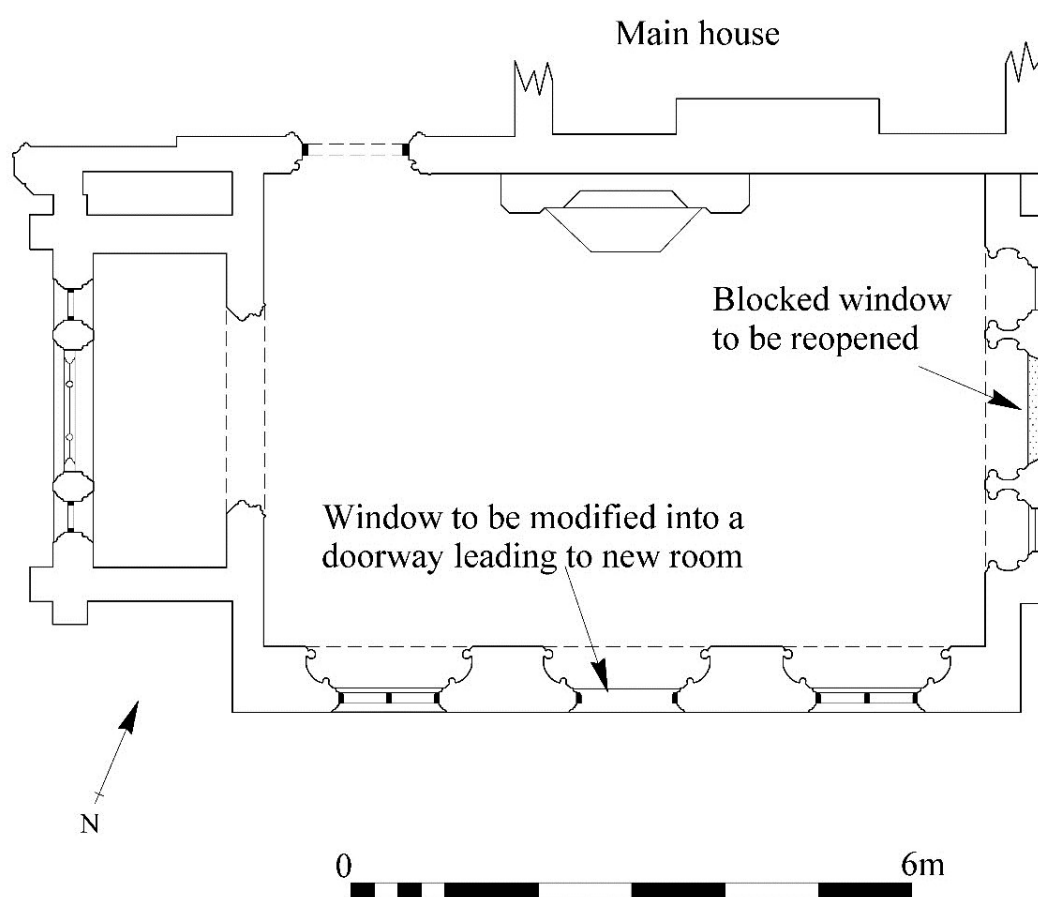 Main house
Blocked window
to be reopened
Window to be modified into a
doorway leading to new room
N
0
6m